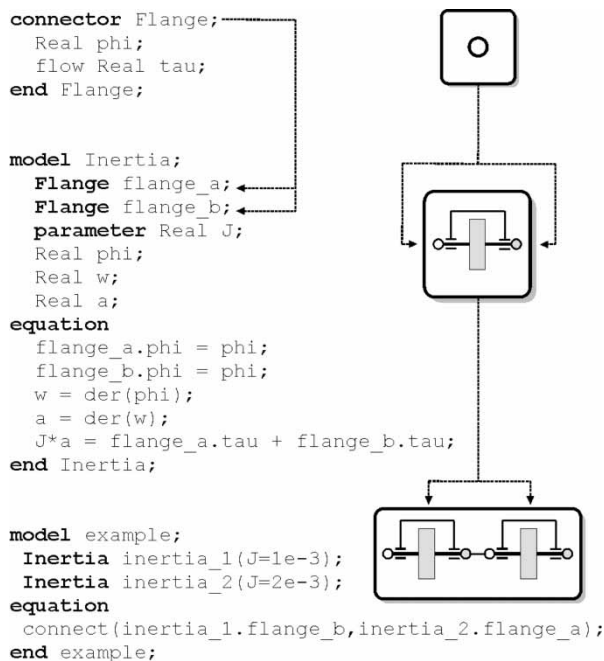 connector Flange;
Real phi;
flow Real tau;
end Flange;
model Inertia;
Flange flange_a;
Flange flange_b;
parameter Real J;
Real phi;
Real w;
Real a;
equation
flange_a.phi = phi;
flange_b.phi = phi;
w = der(phi);
a = der(w);
J*a = flange_a.tau + flange_b.tau;
end Inertia;
model example;
Inertia inertia_1(J=1e-3);
Inertia inertia_2(J=2e-3);
equation
connect(inertia_1.flange_b,inertia_2.flange_a);
end example;